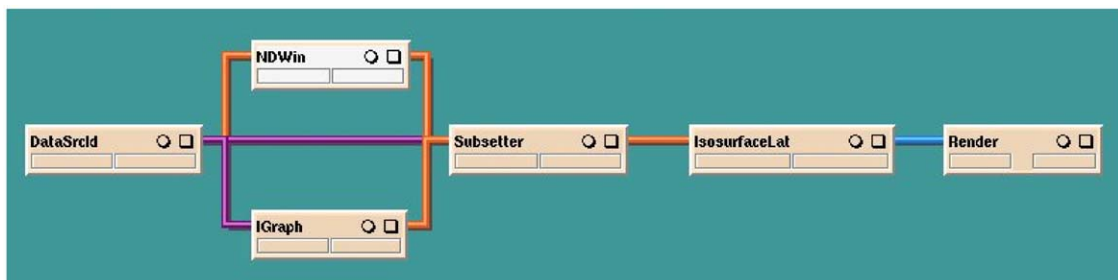 NDWin
DataSrcId
Subsetter
IsosurfaceLat
Render
IGraph